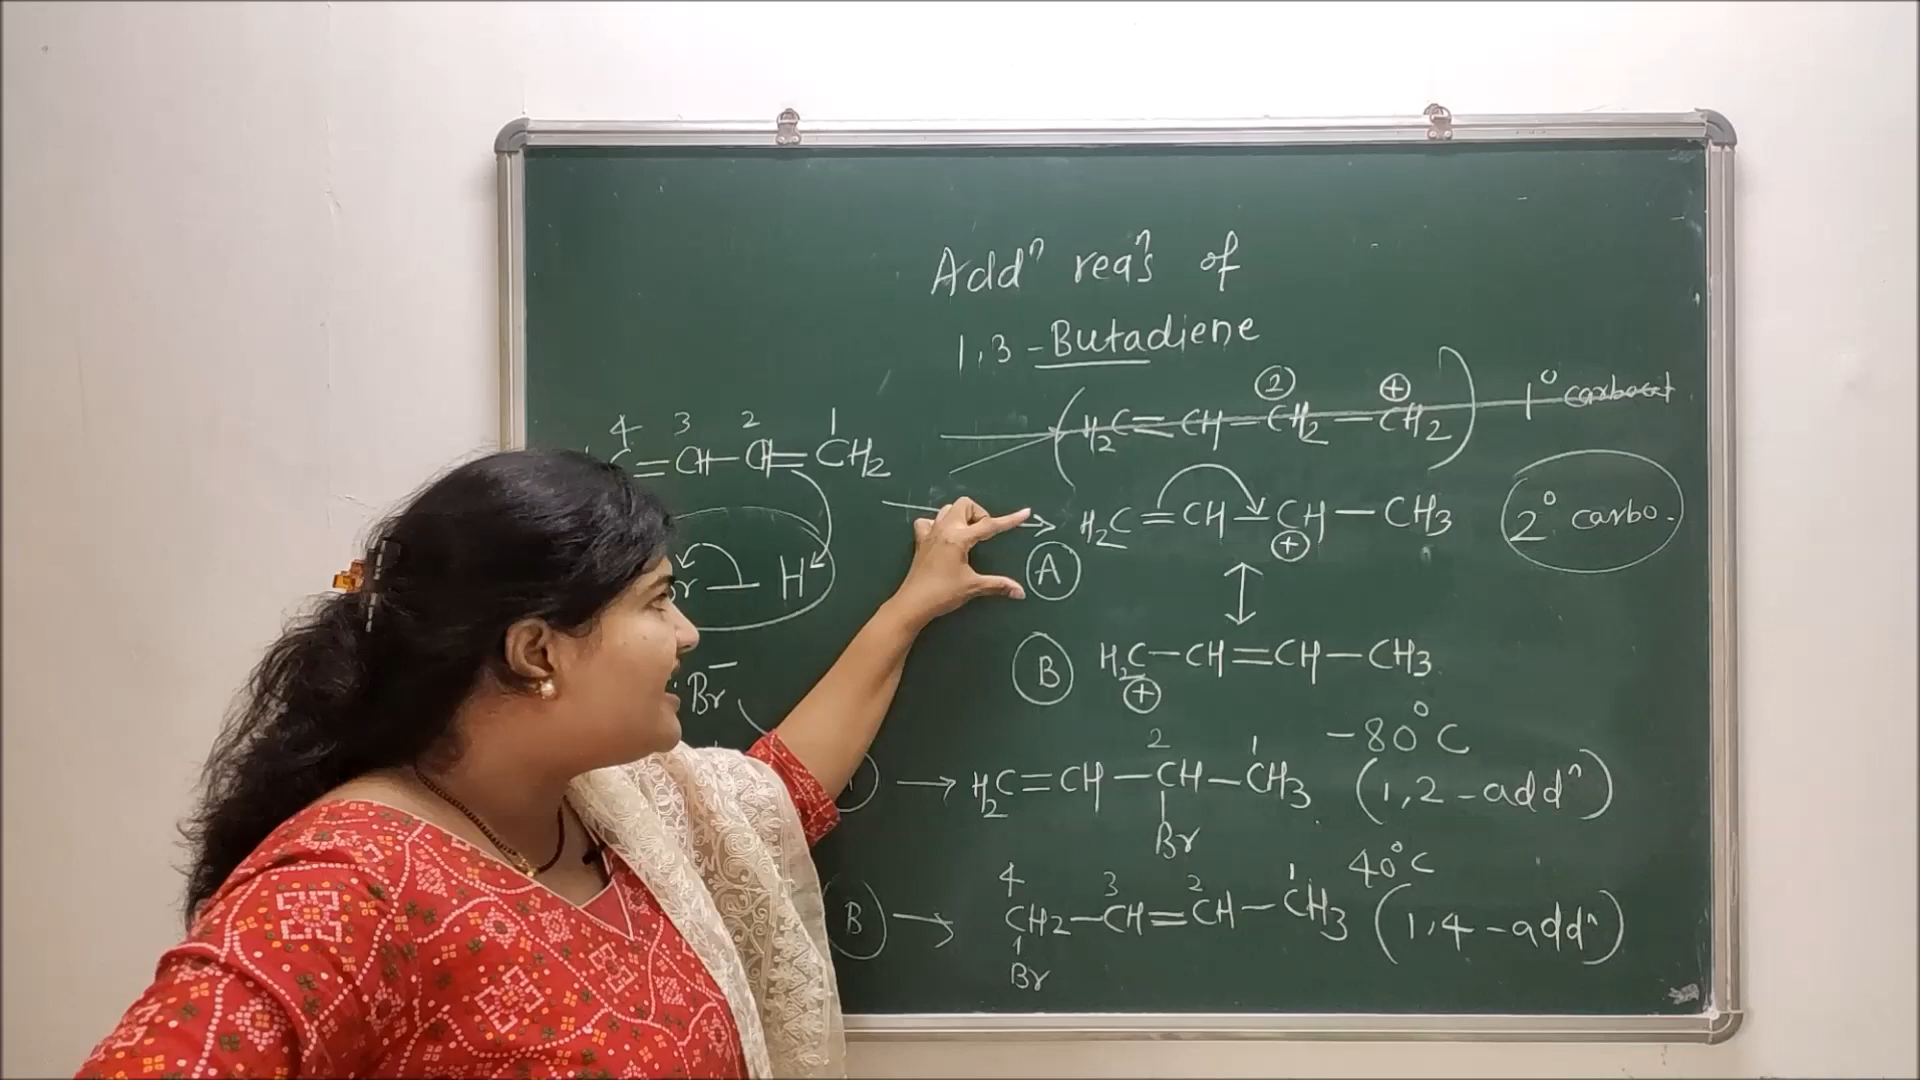 Addⁿ reaⁿs of
1,3 - Butadiene
4 3 2 1
C=CH-CH=CH2
H2C=CH-CH2-CH2 (2) (+) 1° carbocat
H2C=CH-CH-CH3 (+) 2° carbo.
A
Br-H
B H2C-CH=CH-CH3 (+)
Br⁻
-80°C
2 1
→ H2C=CH-CH-CH3 (1,2-addⁿ)
Br
40°C
4 3 2 1
B → CH2-CH=CH-CH3 (1,4-addⁿ)
Br